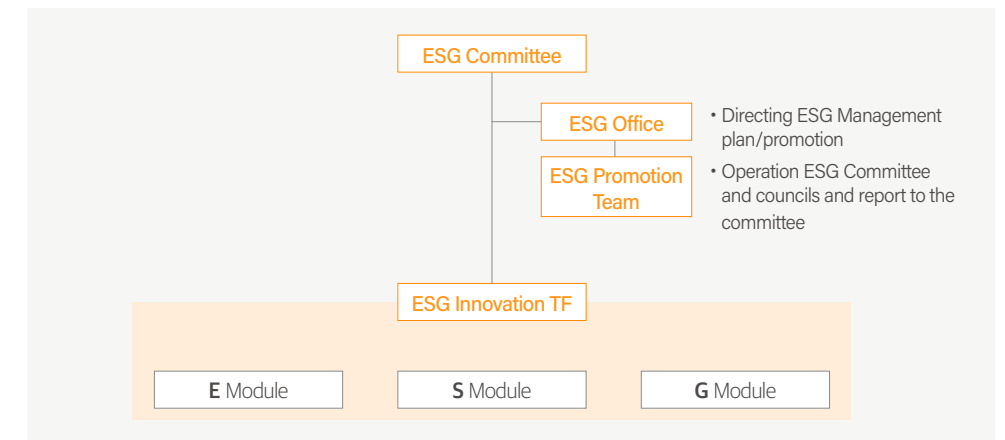 ESG Committee
ESG Office
ESG Promotion
Team
• Directing ESG Management
plan/promotion
• Operation ESG Committee
and councils and report to the
committee
ESG Innovation TF
E Module
S Module
G Module